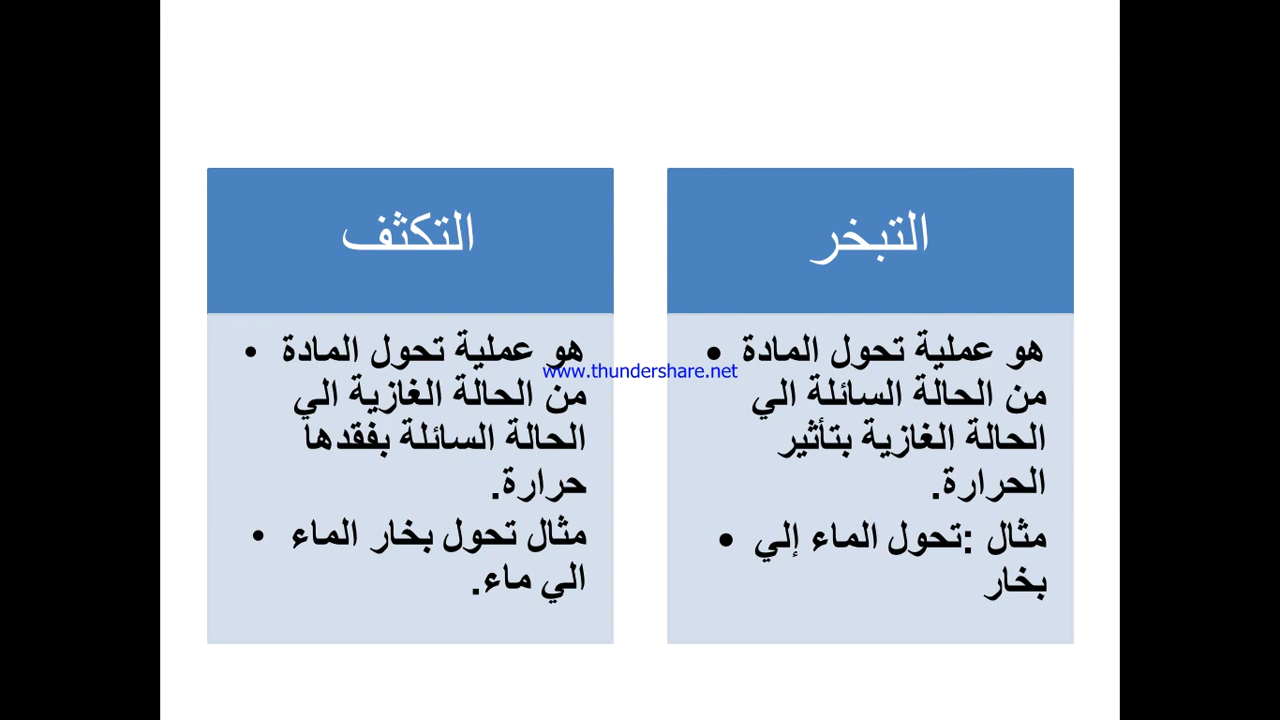 التبخر
هو عملية تحول المادة
من الحالة السائلة الي
الحالة الغازية بتأثير
الحرارة.
مثال :تحول الماء إلي
بخار
التكثف
هو عملية تحول المادة
من الحالة الغازية الي
الحالة السائلة بفقدها
حرارة.
مثال تحول بخار الماء
الي ماء.
www.thundershare.net